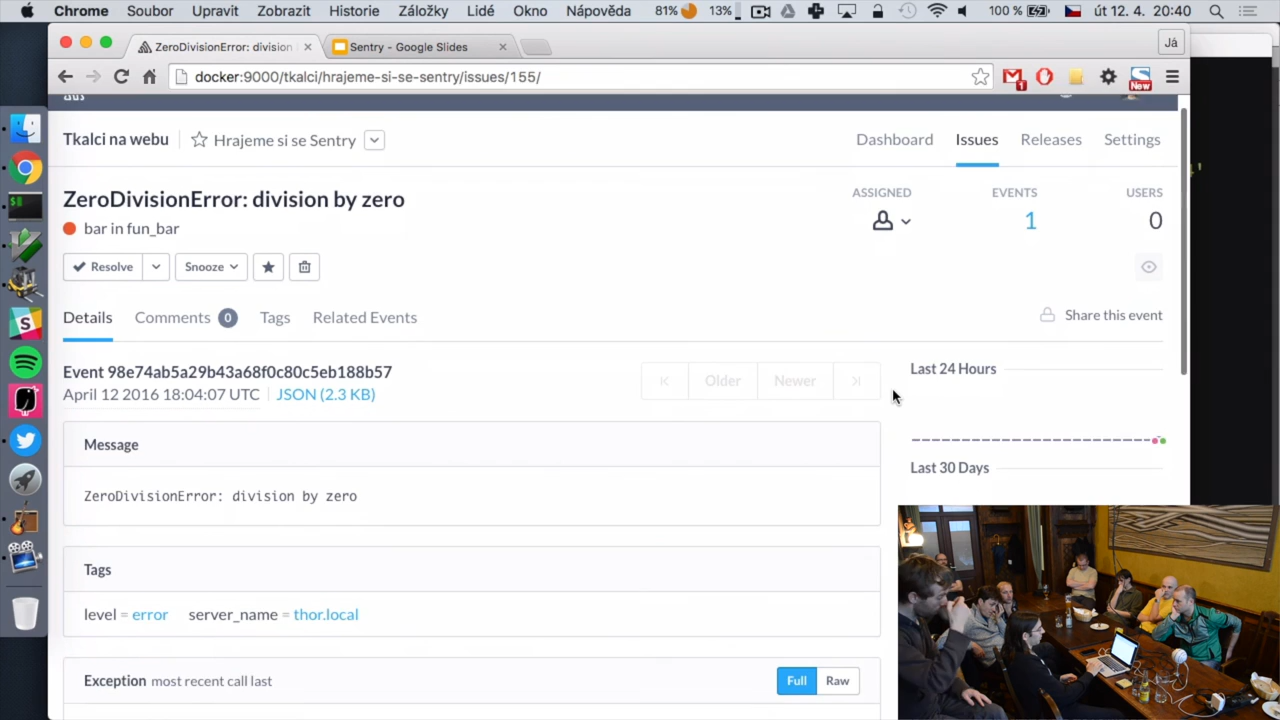 Chrome Soubor Upravit Zobrazit Historie Záložky Lidé Okno Nápověda 81% 13% 100 % út 12. 4. 20:40
ZeroDivisionError: division Sentry - Google Slides Já
docker:9000/tkalci/hrajeme-si-se-sentry/issues/155/ 1 New
Tkalci na webu Hrajeme si se Sentry Dashboard Issues Releases Settings
ZeroDivisionError: division by zero ASSIGNED EVENTS USERS
bar in fun_bar 1 0
Resolve Snooze
Details Comments 0 Tags Related Events Share this event
Event 98e74ab5a29b43a68f0c80c5eb188b57 Older Newer Last 24 Hours
April 12 2016 18:04:07 UTC JSON (2.3 KB)
Message
Last 30 Days
ZeroDivisionError: division by zero
Tags
level = error server_name = thor.local
Exception most recent call last Full Raw